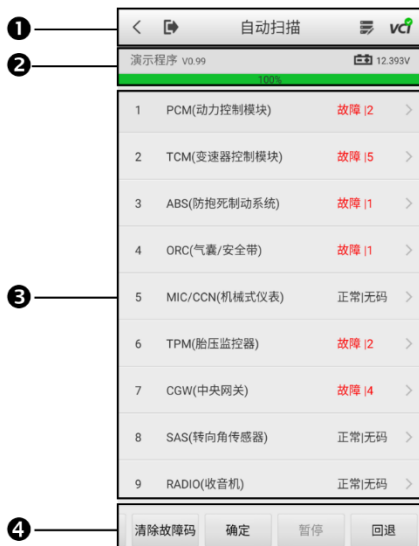 ❶ 自动扫描 VCI
❷ 演示程序 V0.99 12.393V
100%
❸
1 PCM(动力控制模块) 故障 |2
2 TCM(变速器控制模块) 故障 |5
3 ABS(防抱死制动系统) 故障 |1
4 ORC(气囊/安全带) 故障 |1
5 MIC/CCN(机械式仪表) 正常|无码
6 TPM(胎压监控器) 故障 |2
7 CGW(中央网关) 故障 |4
8 SAS(转向角传感器) 正常|无码
9 RADIO(收音机) 正常|无码
❹ 清除故障码 确定 暂停 回退